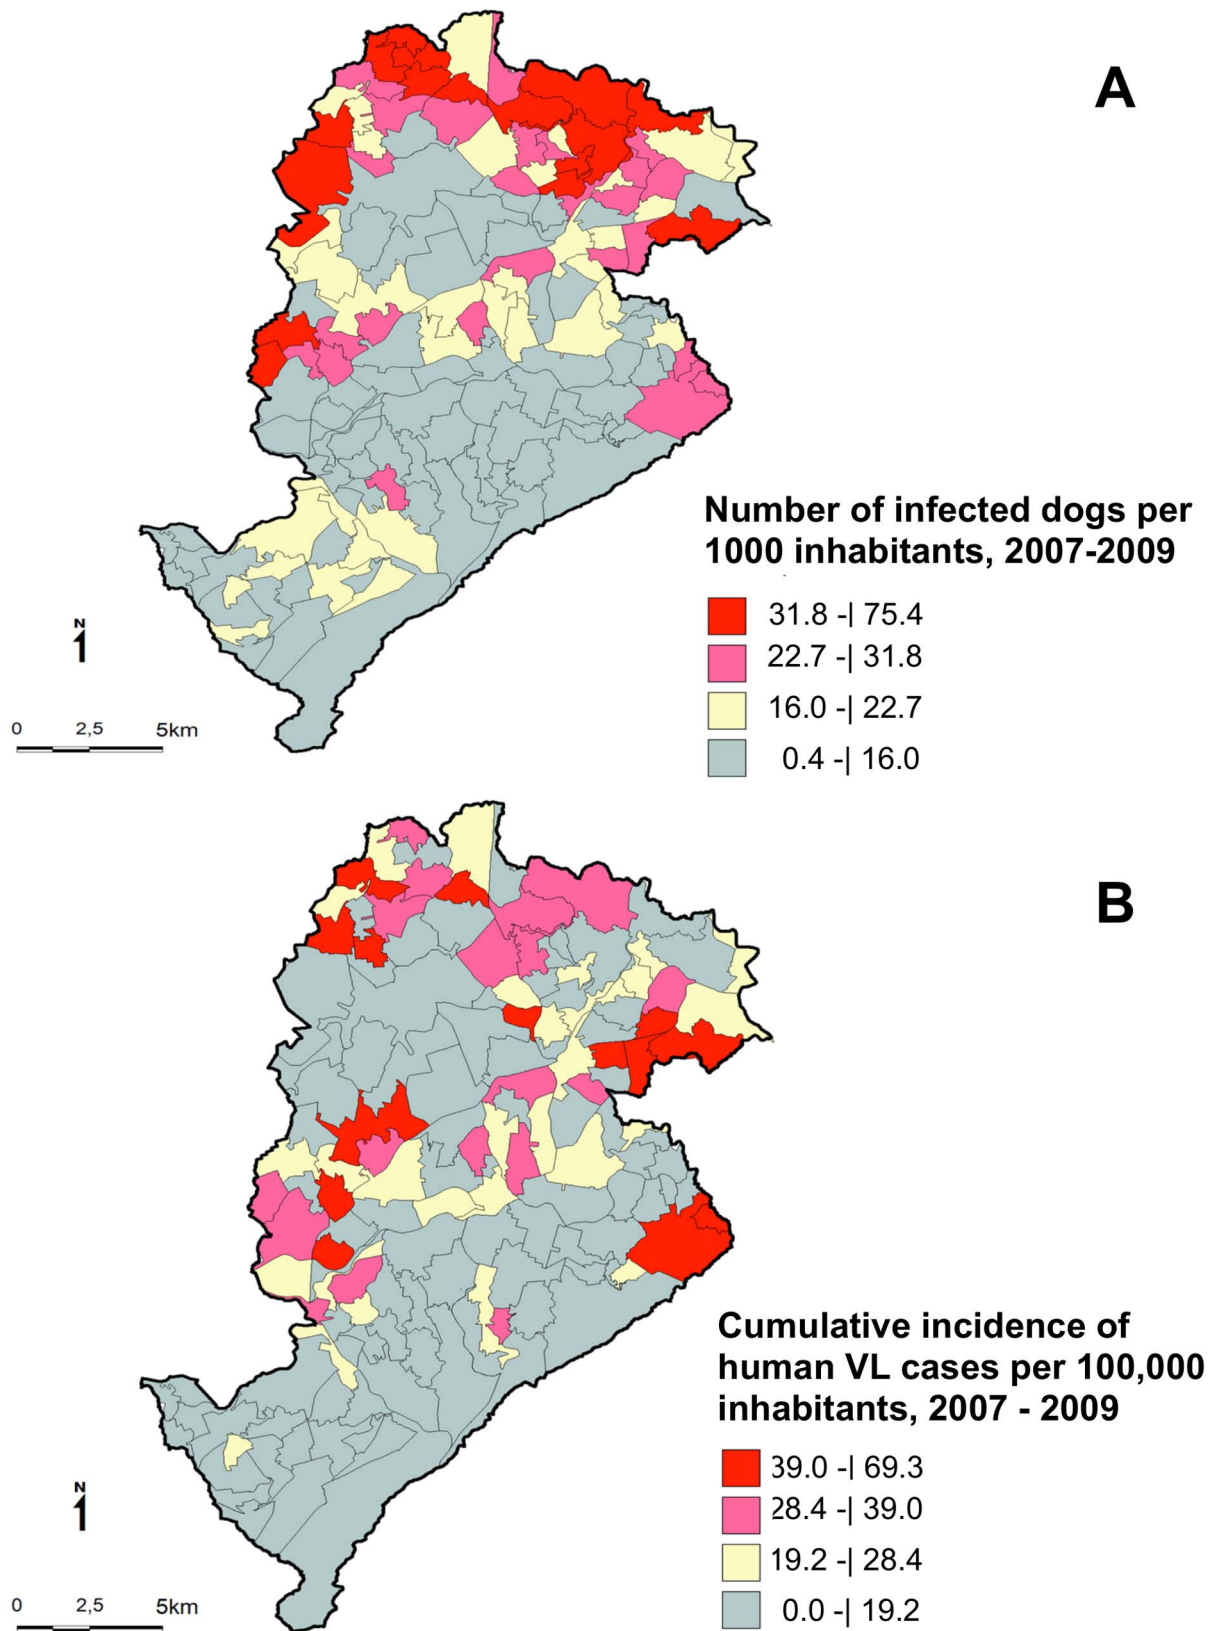 A
Number of infected dogs per
1000 inhabitants, 2007-2009
31.8 -| 75.4
22.7 -| 31.8
16.0 -| 22.7
0.4 -| 16.0
N
1
0 2,5 5km
B
Cumulative incidence of
human VL cases per 100,000
inhabitants, 2007 - 2009
39.0 -| 69.3
28.4 -| 39.0
19.2 -| 28.4
0.0 -| 19.2
N
1
0 2,5 5km